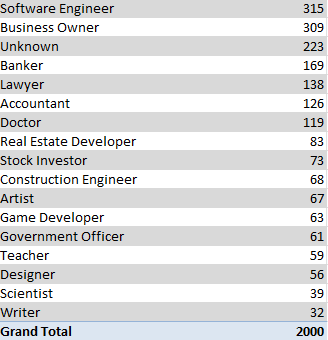 Software Engineer 315
Business Owner 309
Unknown 223
Banker 169
Lawyer 138
Accountant 126
Doctor 119
Real Estate Developer 83
Stock Investor 73
Construction Engineer 68
Artist 67
Game Developer 63
Government Officer 61
Teacher 59
Designer 56
Scientist 39
Writer 32
Grand Total 2000